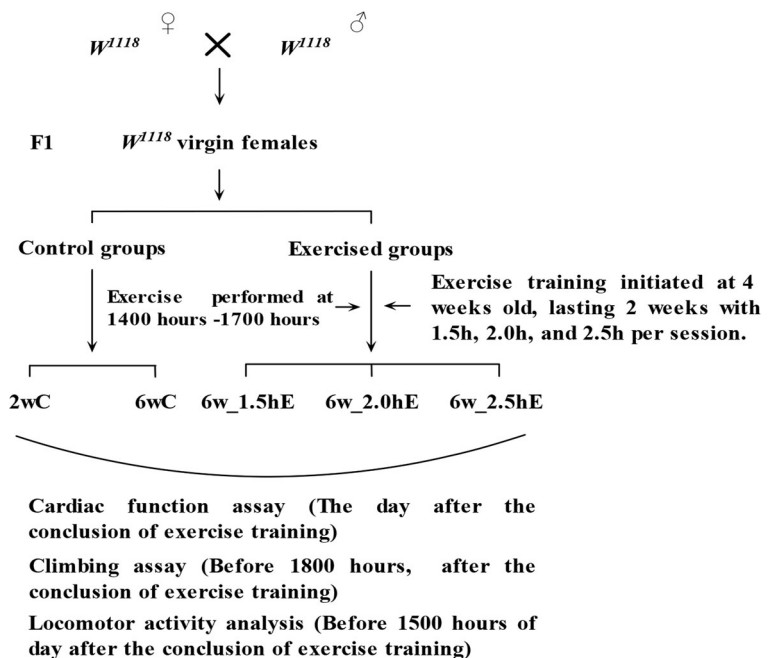 ♀ ♂
W1118 × W1118
F1 W1118 virgin females
Control groups Exercised groups
Exercise performed at
1400 hours -1700 hours
Exercise training initiated at 4
weeks old, lasting 2 weeks with
1.5h, 2.0h, and 2.5h per session.
2wC 6wC 6w_1.5hE 6w_2.0hE 6w_2.5hE
Cardiac function assay (The day after the
conclusion of exercise training)
Climbing assay (Before 1800 hours, after the
conclusion of exercise training)
Locomotor activity analysis (Before 1500 hours of
day after the conclusion of exercise training)